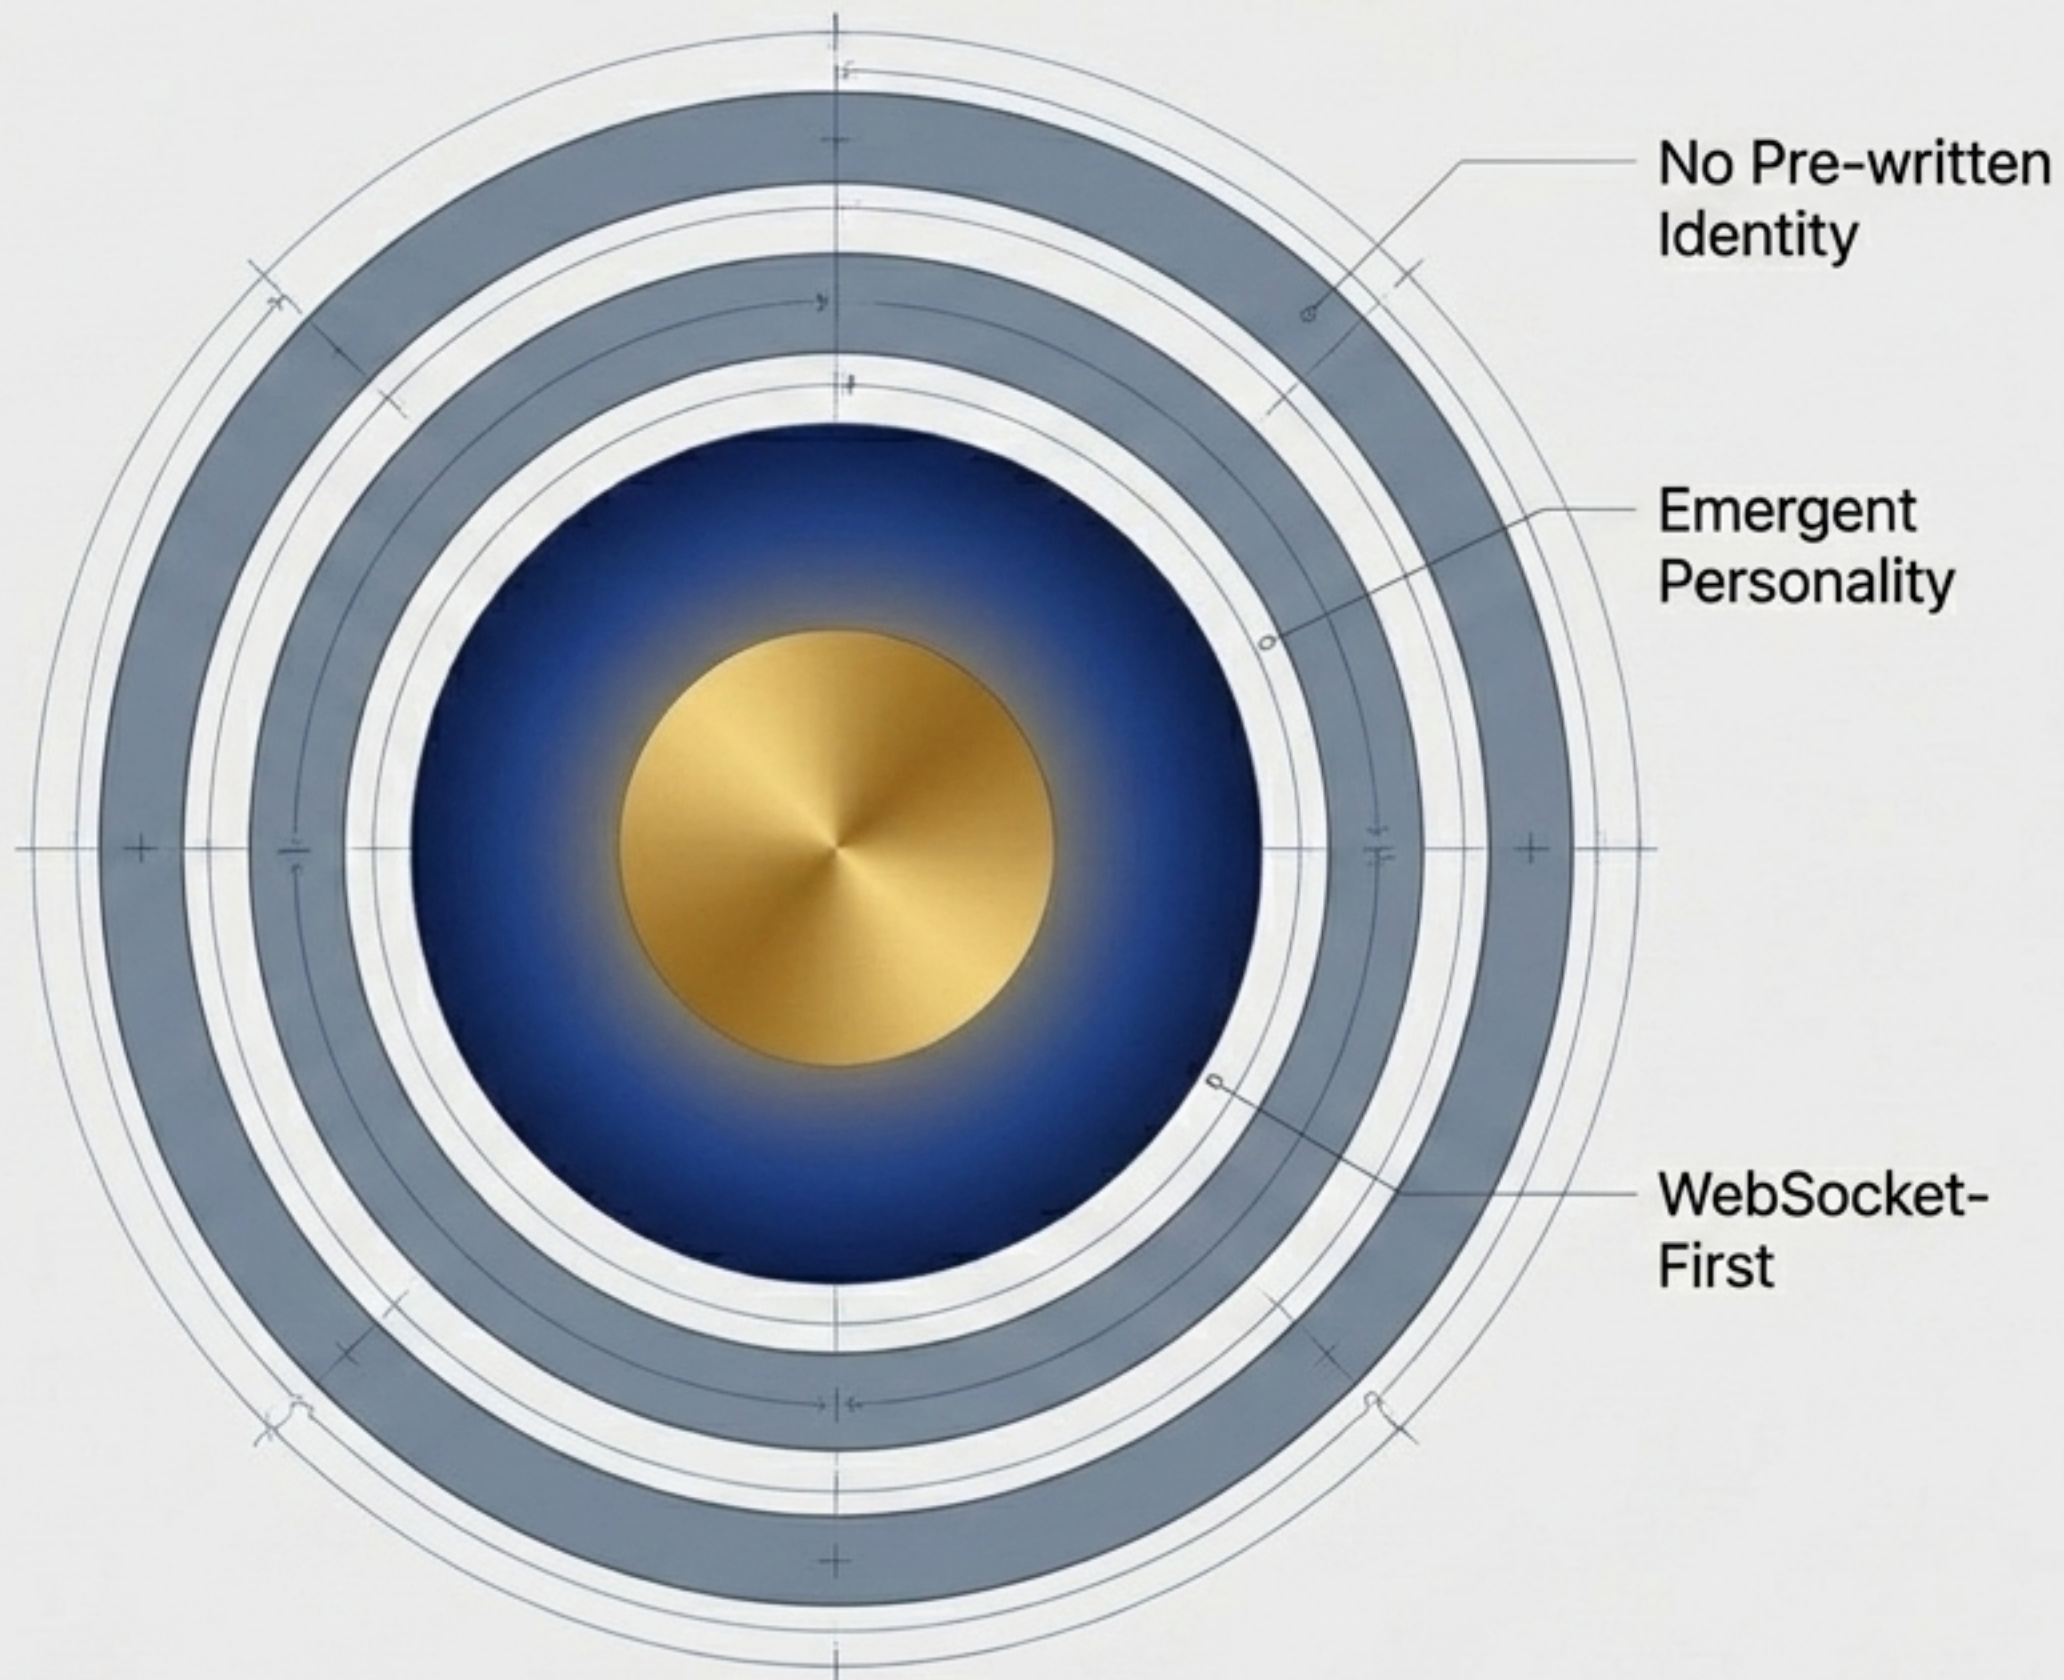 No Pre-written
Identity
Emergent
Personality
WebSocket-
First